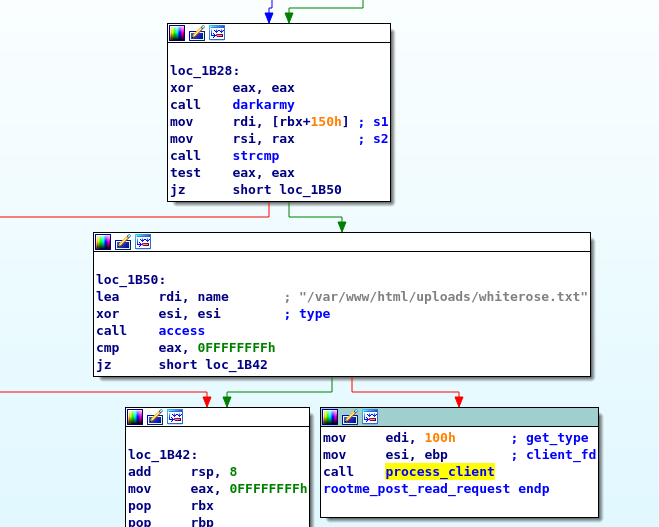 loc_1B28:
xor eax, eax
call darkarmy
mov rdi, [rbx+150h] ; s1
mov rsi, rax ; s2
call strcmp
test eax, eax
jz short loc_1B50
loc_1B50:
lea rdi, name ; "/var/www/html/uploads/whiterose.txt"
xor esi, esi ; type
call access
cmp eax, 0FFFFFFFFh
jz short loc_1B42
loc_1B42:
add rsp, 8
mov eax, 0FFFFFFFFh
pop rbx
pop rbp
mov edi, 100h ; get_type
mov esi, ebp ; client_fd
call process_client
rootme_post_read_request endp